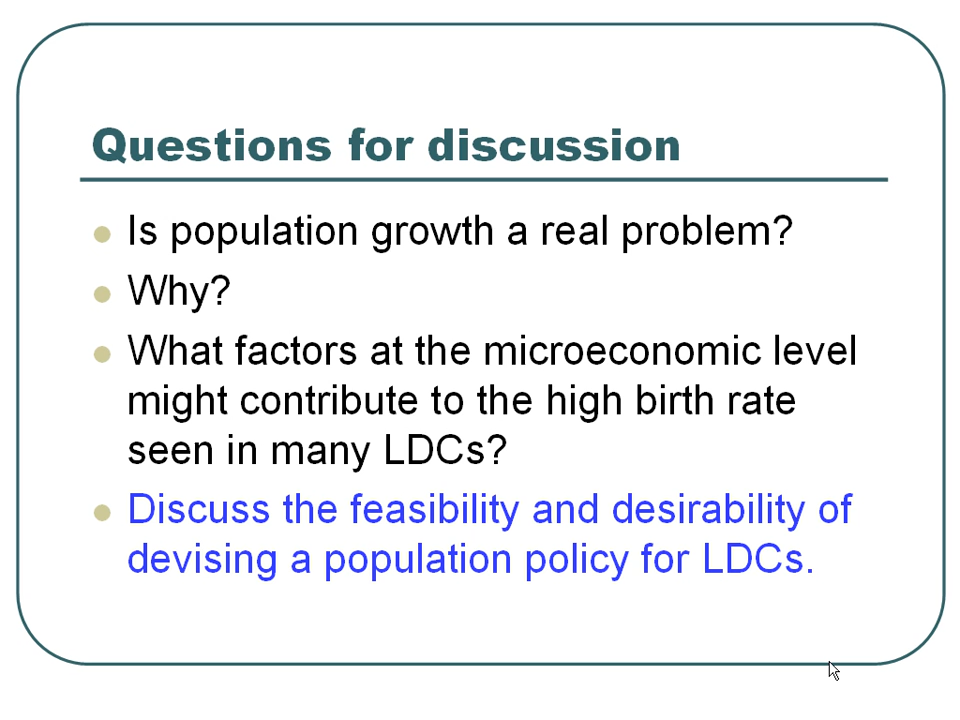 Questions for discussion
Is population growth a real problem?
Why?
What factors at the microeconomic level
might contribute to the high birth rate
seen in many LDCs?
Discuss the feasibility and desirability of
devising a population policy for LDCs.